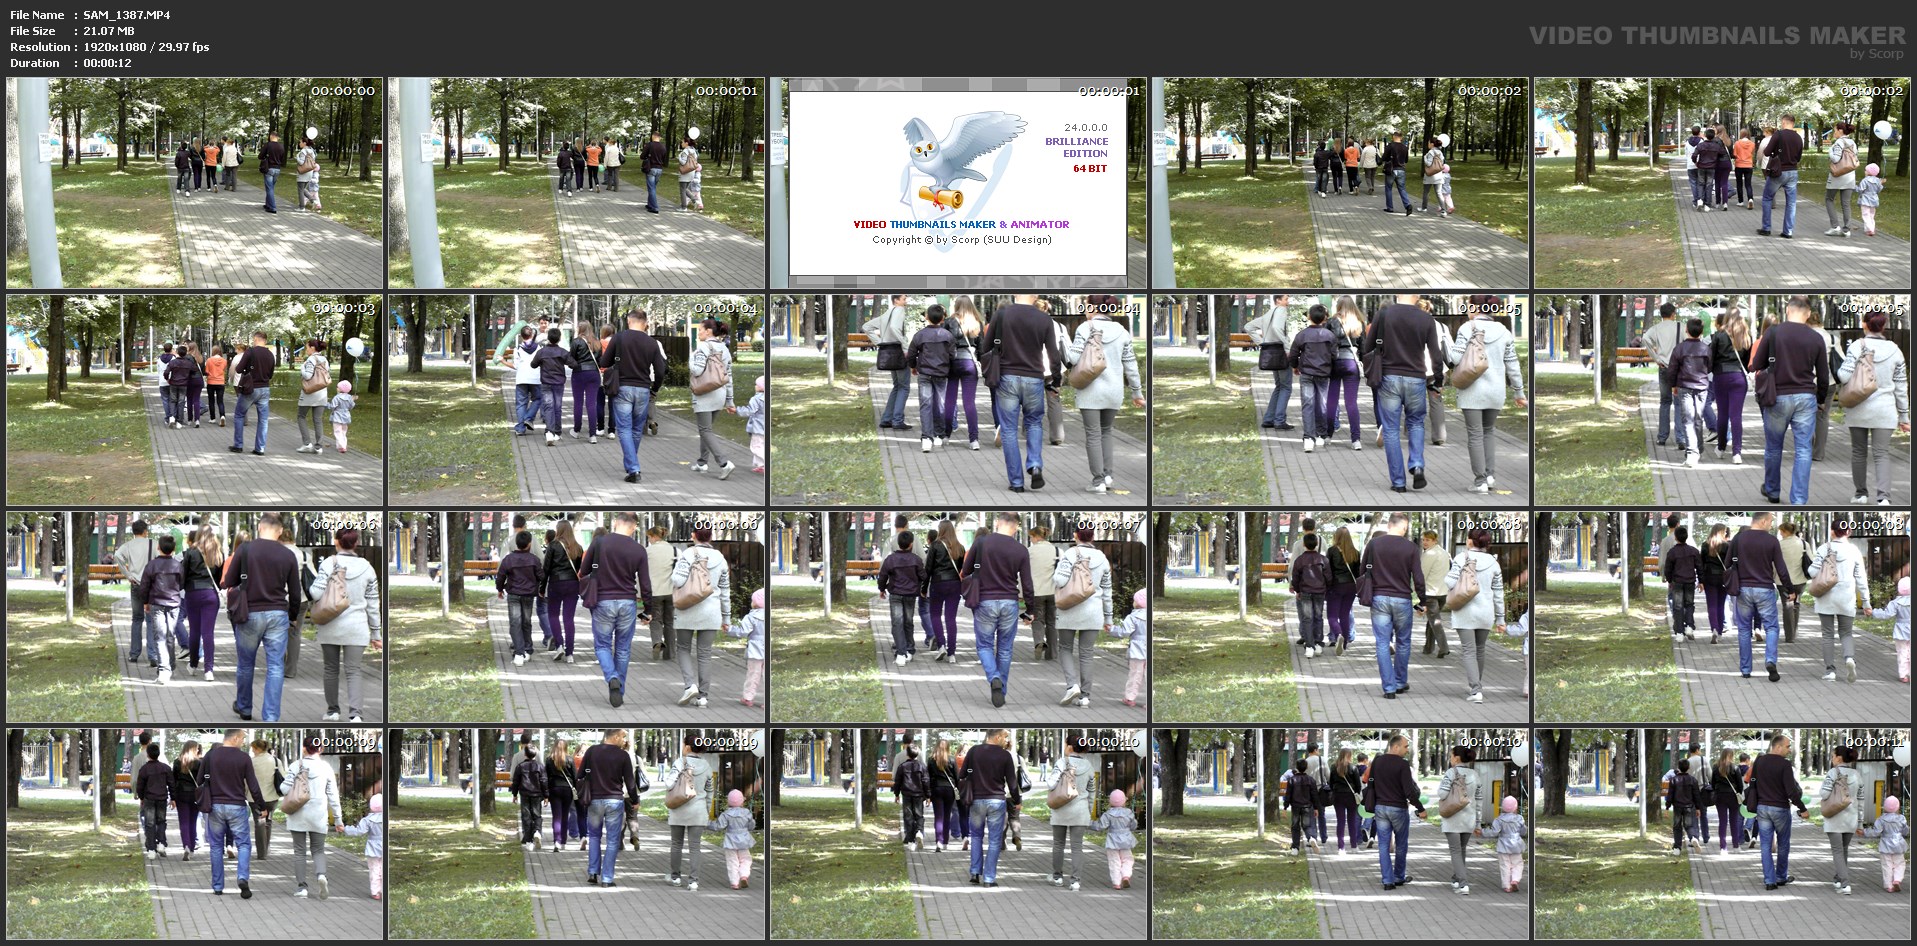 File Name : SAM_1387.MP4
File Size : 21.07 MB
Resolution : 1920x1080 / 29.97 fps
Duration : 00:00:12
VIDEO THUMBNAILS MAKER
by Scorp
00:00:00
00:00:01
00:00:01
24.0.0.0
BRILLIANCE
EDITION
64 BIT
VIDEO THUMBNAILS MAKER & ANIMATOR
Copyright © by Scorp (SUU Design)
00:00:02
00:00:02
00:00:03
00:00:04
00:00:04
00:00:05
00:00:05
00:00:06
00:00:06
00:00:07
00:00:08
00:00:08
00:00:09
00:00:09
00:00:10
00:00:10
00:00:11